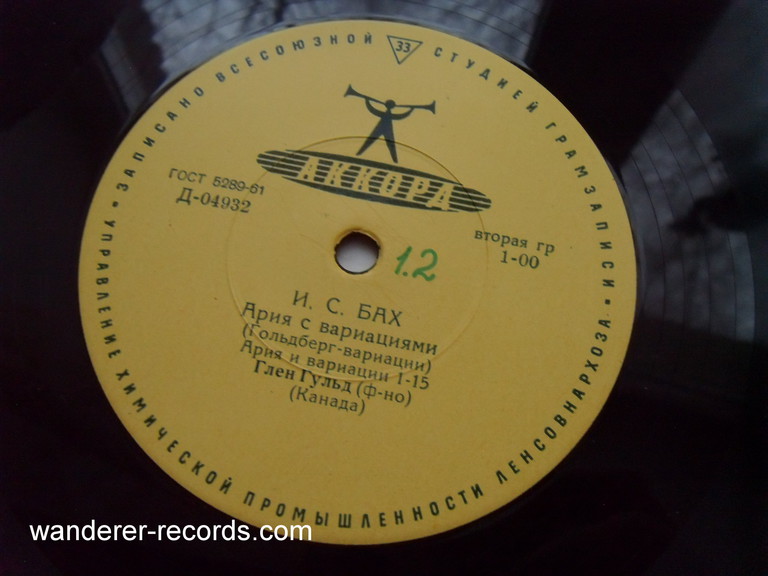 • ЗАПИСАНО ВСЕСОЮЗНОЙ 33 СТУДИЕЙ ГРАМЗАПИСИ •
АККОРД
ГОСТ 5289-61
Д-04932
вторая гр
1-00
1.2
И. С. БАХ
Ария с вариациями
(Гольдберг-вариации)
Ария и вариации 1-15
Глен Гульд (ф-но)
(Канада)
УПРАВЛЕНИЕ ХИМИЧЕСКОЙ ПРОМЫШЛЕННОСТИ ЛЕНСОВНАРХОЗА
wanderer-records.com